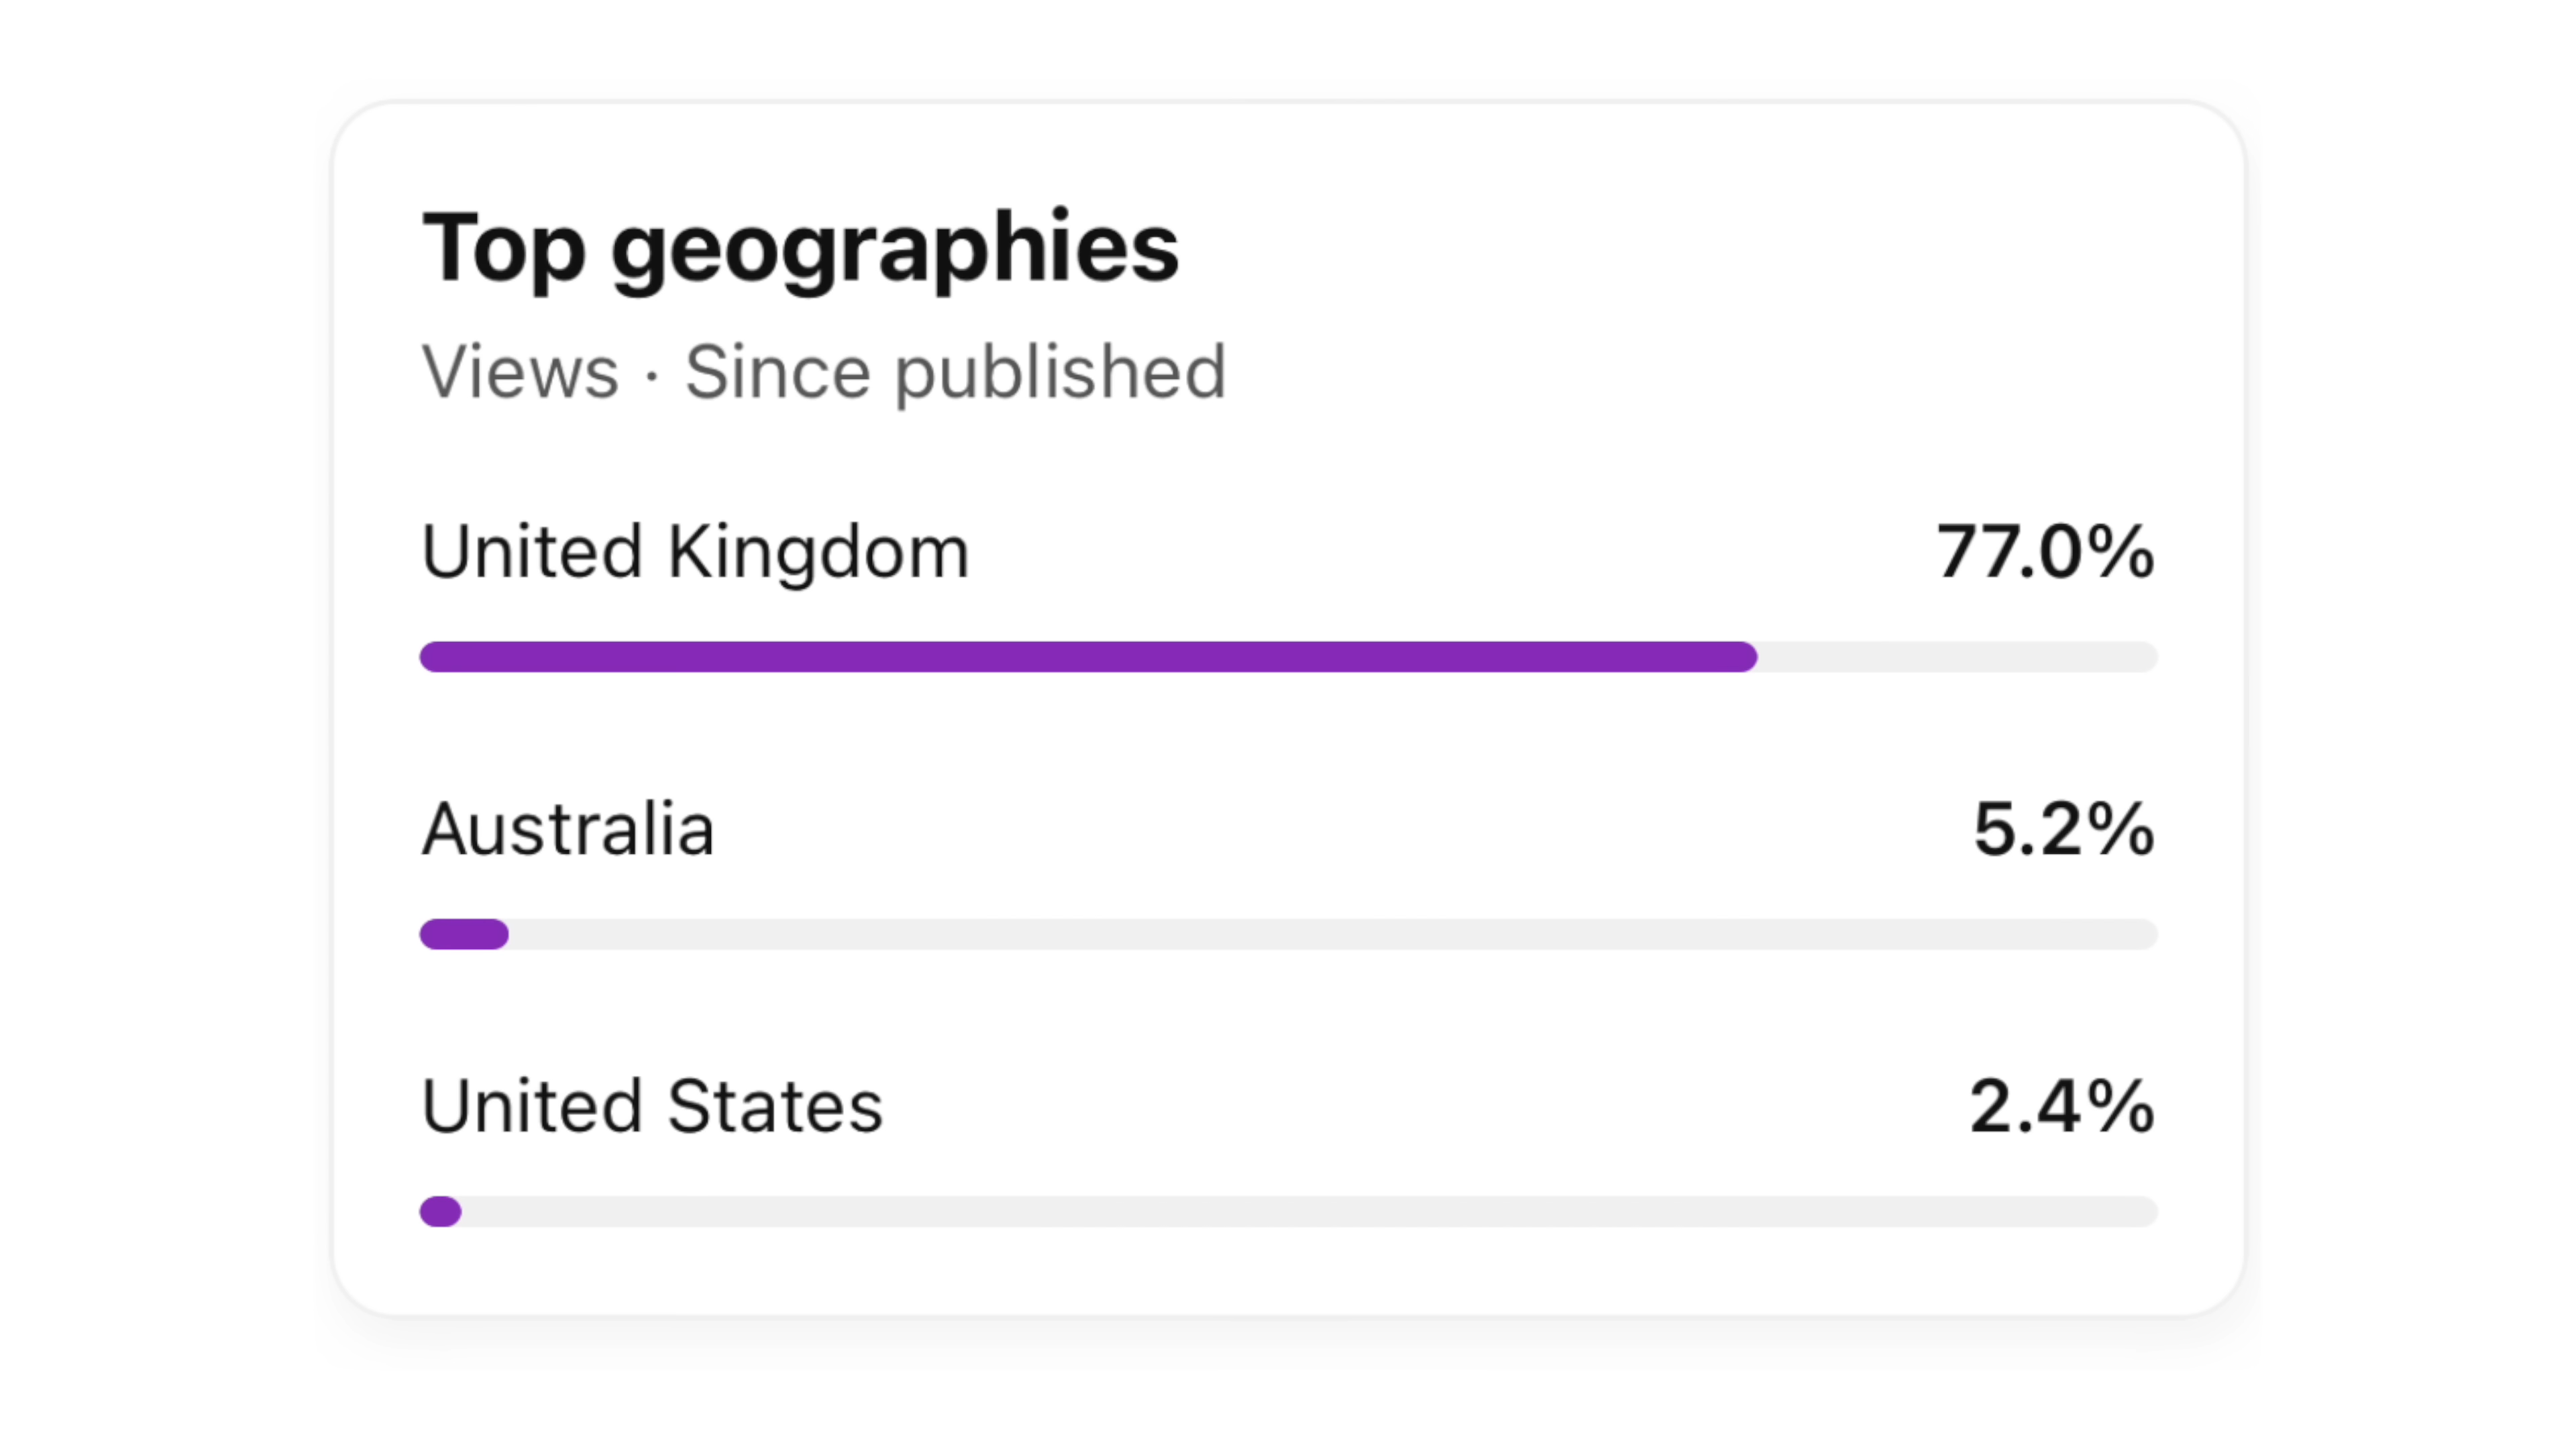 Top geographies
Views · Since published
United Kingdom 77.0%
Australia 5.2%
United States 2.4%